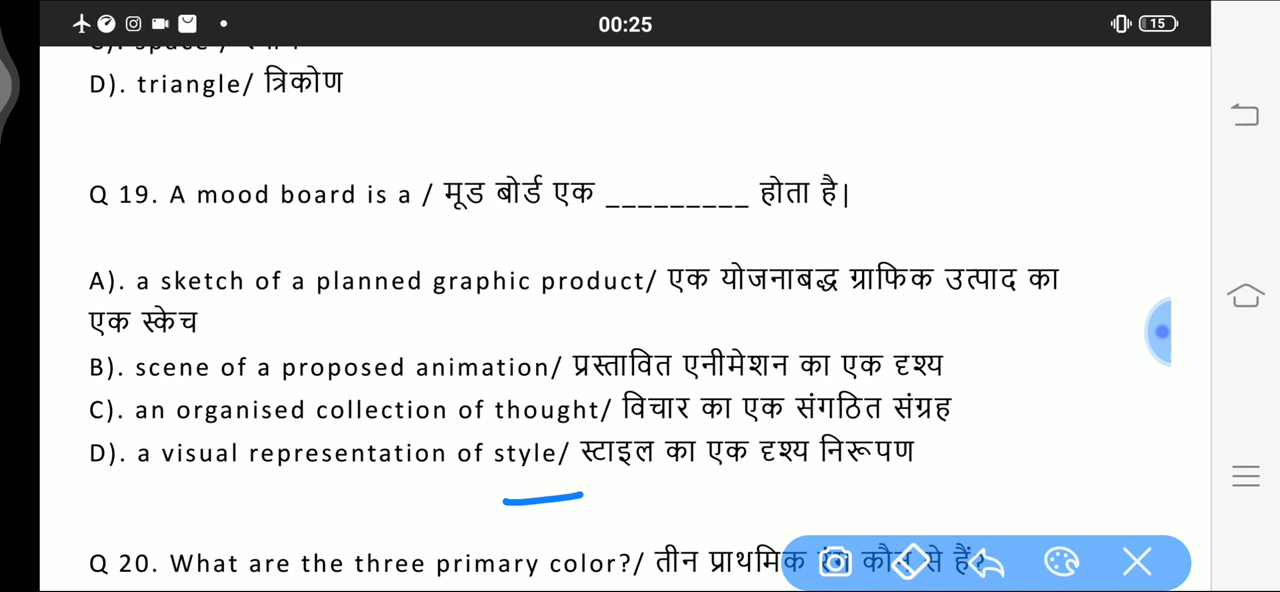 00:25
15
D). triangle/ त्रिकोण
Q 19. A mood board is a / मूड बोर्ड एक _________ होता है|
A). a sketch of a planned graphic product/ एक योजनाबद्ध ग्राफिक उत्पाद का
एक स्केच
B). scene of a proposed animation/ प्रस्तावित एनीमेशन का एक दृश्य
C). an organised collection of thought/ विचार का एक संगठित संग्रह
D). a visual representation of style/ स्टाइल का एक दृश्य निरूपण
Q 20. What are the three primary color?/ तीन प्राथमिक रंग कौन से हैं?